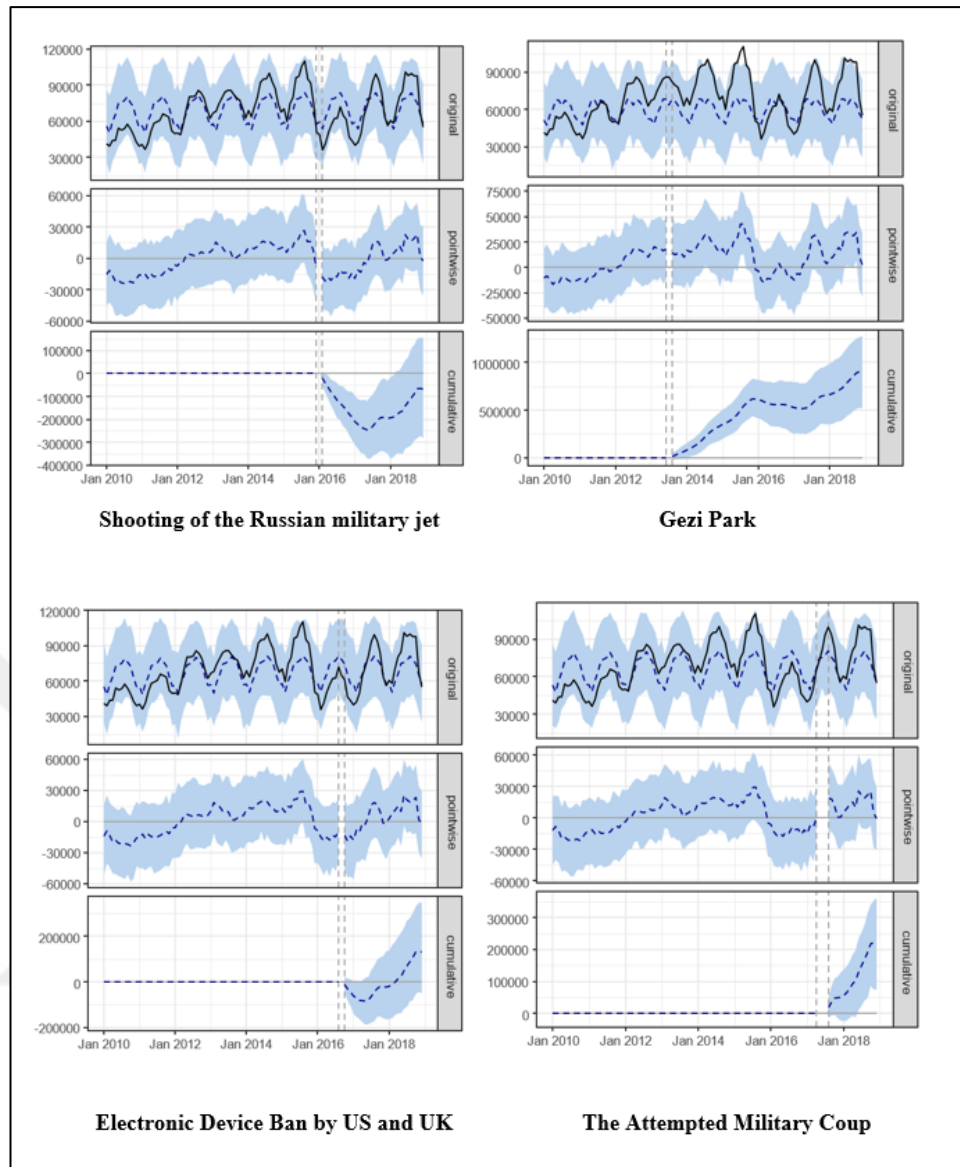 120000
90000
60000
30000
original
60000
30000
0
-30000
-60000
pointwise
100000
0
-100000
-200000
-300000
-400000
cumulative
Jan 2010 Jan 2012 Jan 2014 Jan 2016 Jan 2018
Shooting of the Russian military jet
90000
60000
30000
original
75000
50000
25000
0
-25000
-50000
pointwise
1000000
500000
0
cumulative
Jan 2010 Jan 2012 Jan 2014 Jan 2016 Jan 2018
Gezi Park
120000
90000
60000
30000
original
60000
30000
0
-30000
-60000
pointwise
200000
0
-200000
cumulative
Jan 2010 Jan 2012 Jan 2014 Jan 2016 Jan 2018
Electronic Device Ban by US and UK
90000
60000
30000
original
60000
30000
0
-30000
-60000
pointwise
300000
200000
100000
0
cumulative
Jan 2010 Jan 2012 Jan 2014 Jan 2016 Jan 2018
The Attempted Military Coup